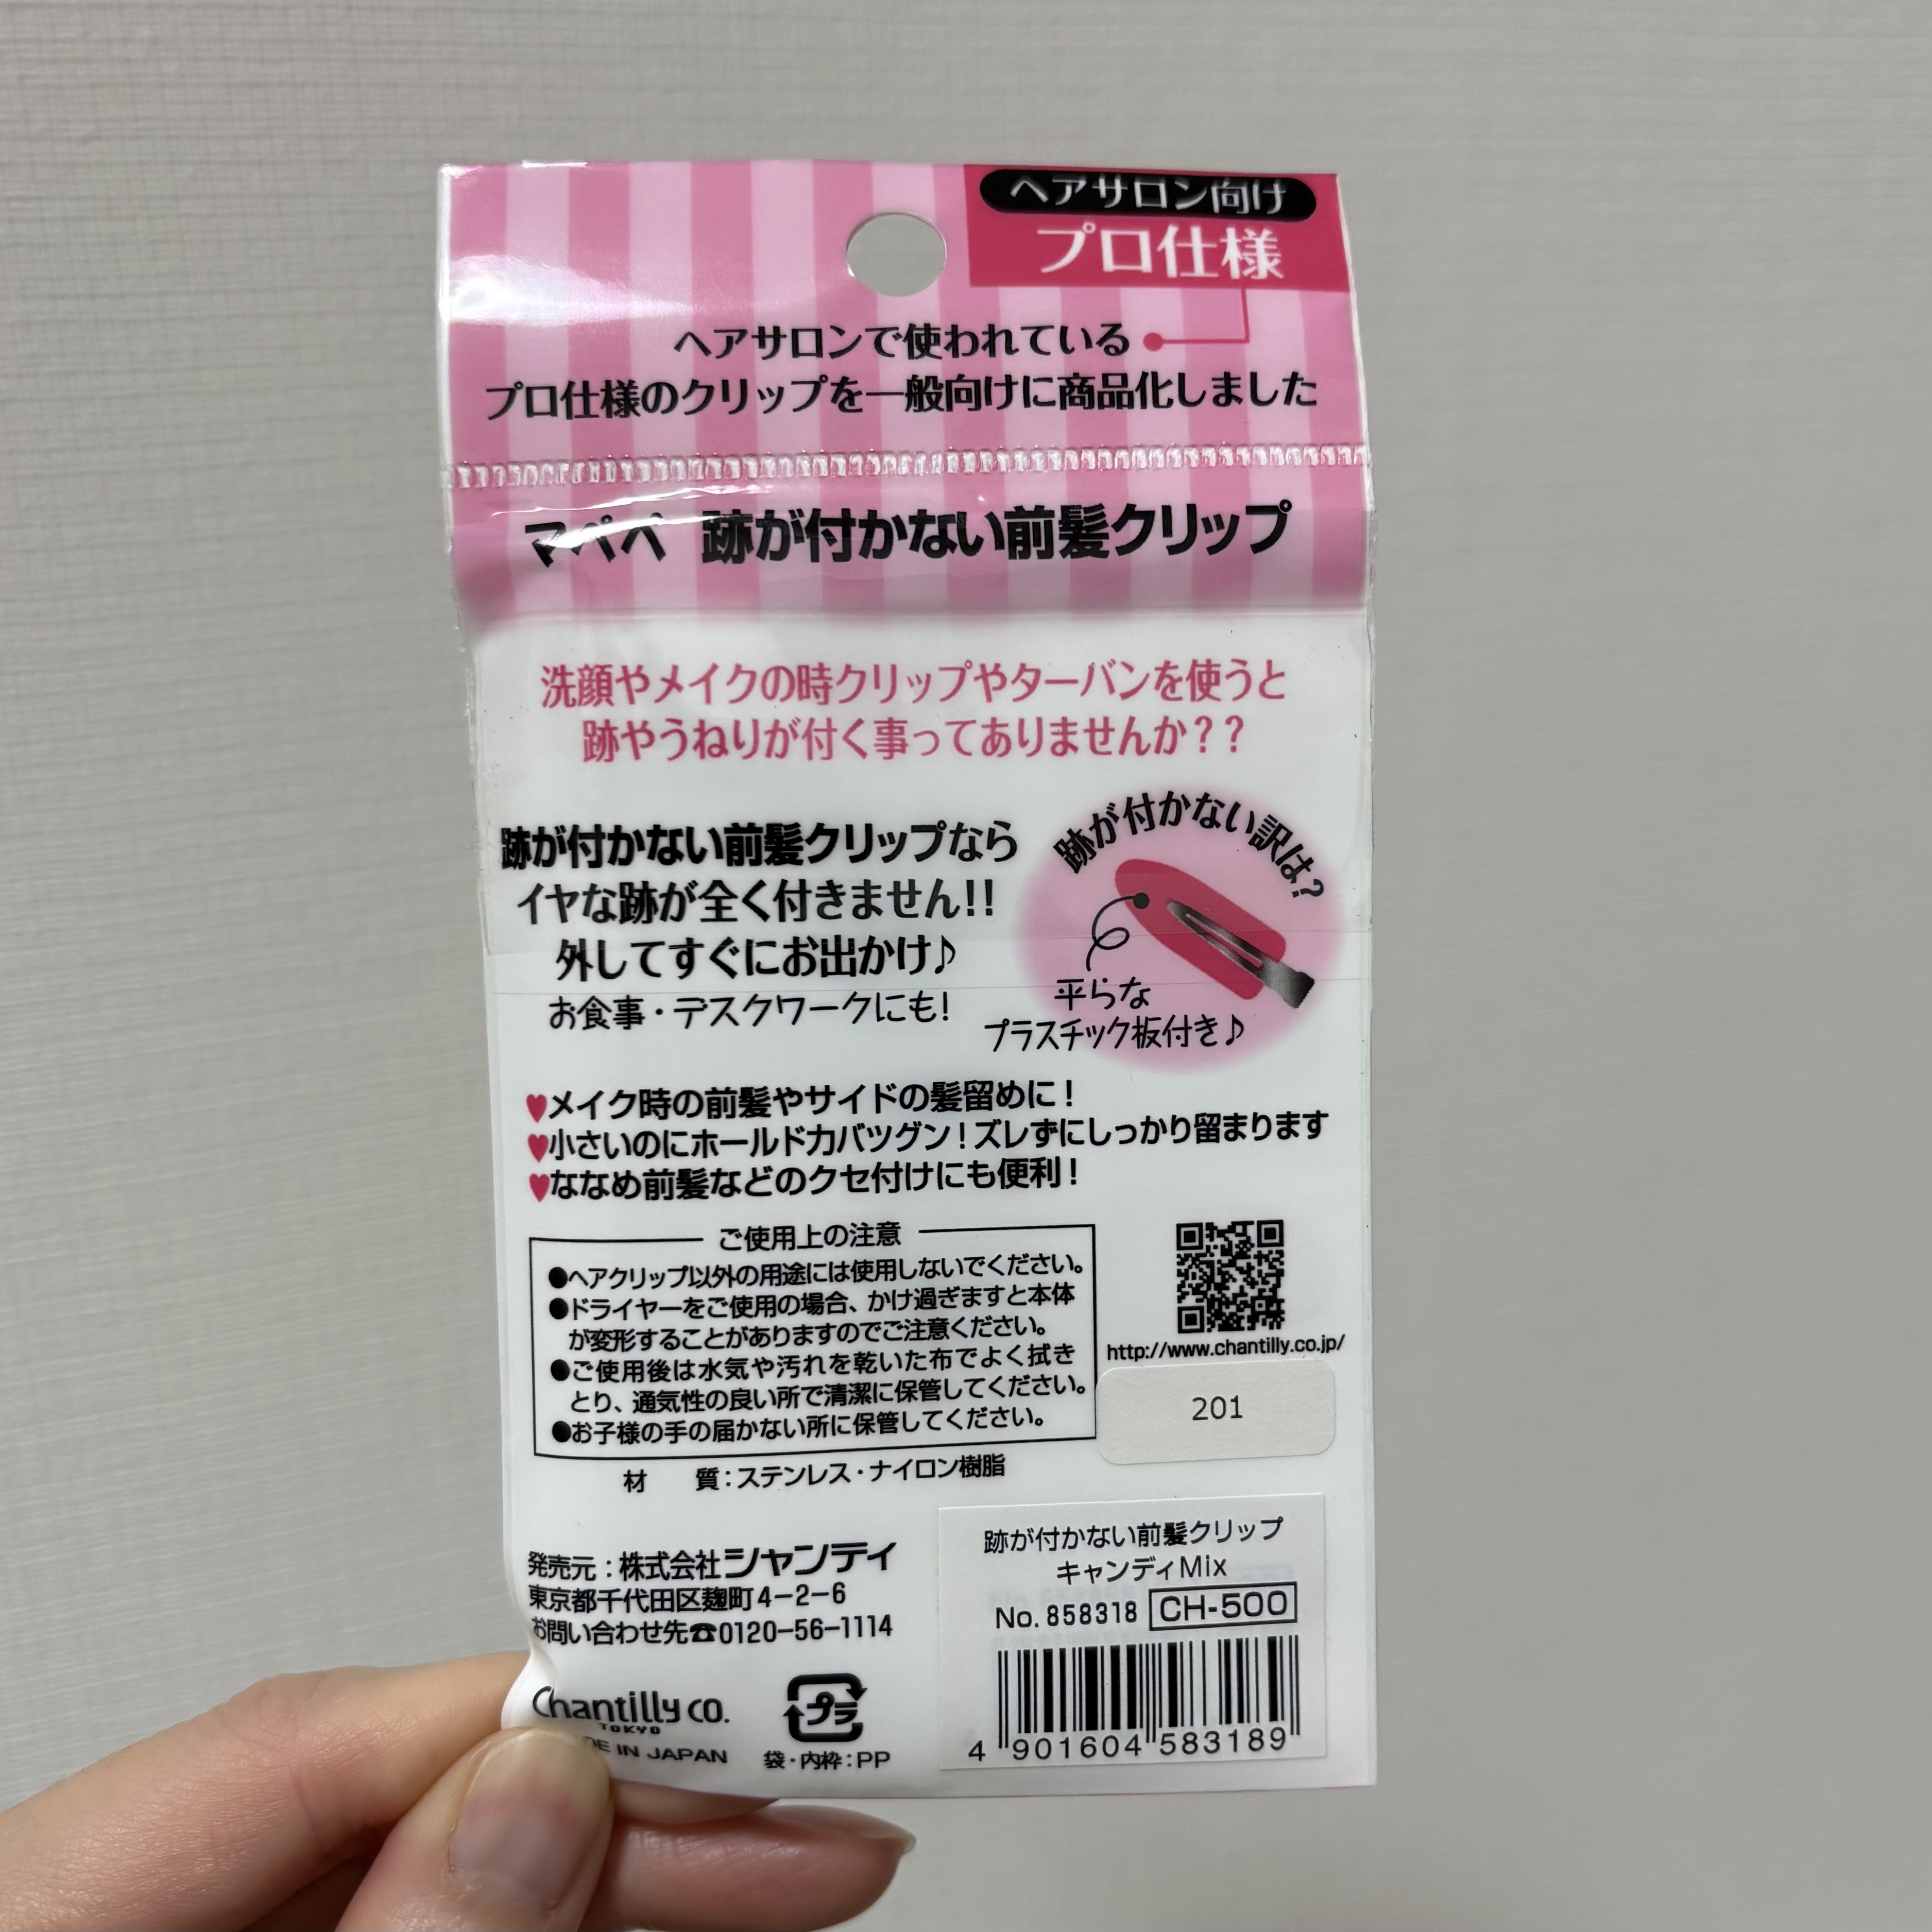 ヘアサロン向け
プロ仕様
ヘアサロンで使われている
プロ仕様のクリップを一般向けに商品化しました
マペペ 跡が付かない前髪クリップ
洗顔やメイクの時クリップやターバンを使うと
跡やうねりが付く事ってありませんか??
跡が付かない前髪クリップなら
イヤな跡が全く付きません!!
外してすぐにお出かけ♪
お食事・デスクワークにも!
跡が付かない訳は?
平らな
プラスチック板付き♪
♥メイク時の前髪やサイドの髪留めに!
♥小さいのにホールド力バツグン!ズレずにしっかり留まります
♥ななめ前髪などのクセ付けにも便利!
ご使用上の注意
●ヘアクリップ以外の用途には使用しないでください。
●ドライヤーをご使用の場合、かけ過ぎますと本体
が変形することがありますのでご注意ください。
●ご使用後は水気や汚れを乾いた布でよく拭き
とり、通気性の良い所で清潔に保管してください。
●お子様の手の届かない所に保管してください。
材 質:ステンレス・ナイロン樹脂
http://www.chantilly.co.jp/
201
発売元:株式会社シャンティ
東京都千代田区麹町4-2-6
お問い合わせ先☎0120-56-1114
Chantilly CO.
TOKYO
IN JAPAN
プラ
袋・内枠:PP
跡が付かない前髪クリップ
キャンディMix
No. 858318 CH-500
4 901604 583189